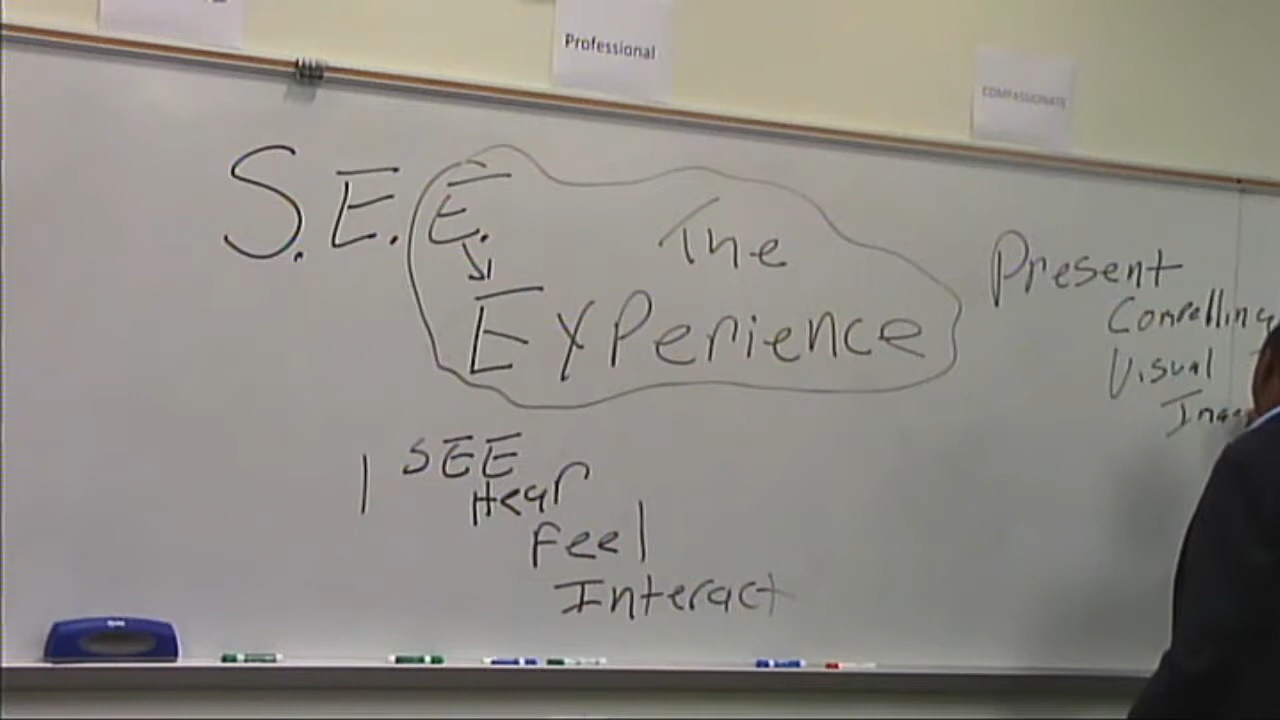 Professional
COMPASSIONATE
S.E.E.
The
Experience
Present
Compelling
Visual
I SEE
Hear
Feel
Interact